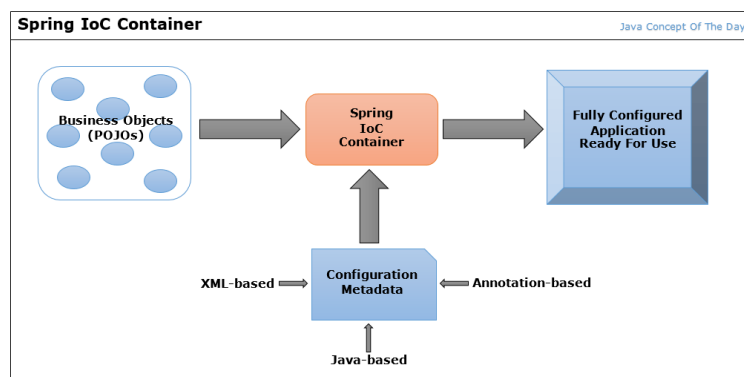 Spring IoC Container
Java Concept Of The Day
Business Objects
(POJOs)
Spring
IoC
Container
Fully Configured
Application
Ready For Use
XML-based
Configuration
Metadata
Annotation-based
Java-based